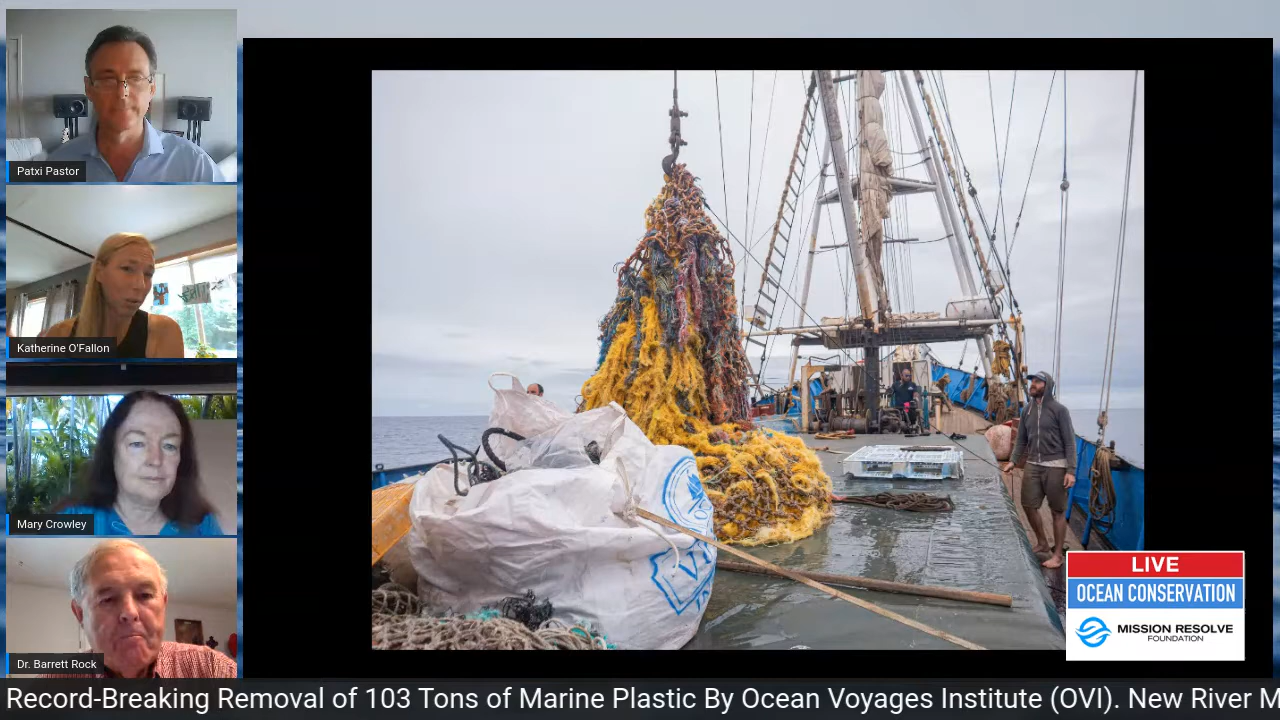 Patxi Pastor
Katherine O'Fallon
Mary Crowley
Dr. Barrett Rock
LIVE
OCEAN CONSERVATION
MISSION RESOLVE
FOUNDATION
Record-Breaking Removal of 103 Tons of Marine Plastic By Ocean Voyages Institute (OVI). New River M